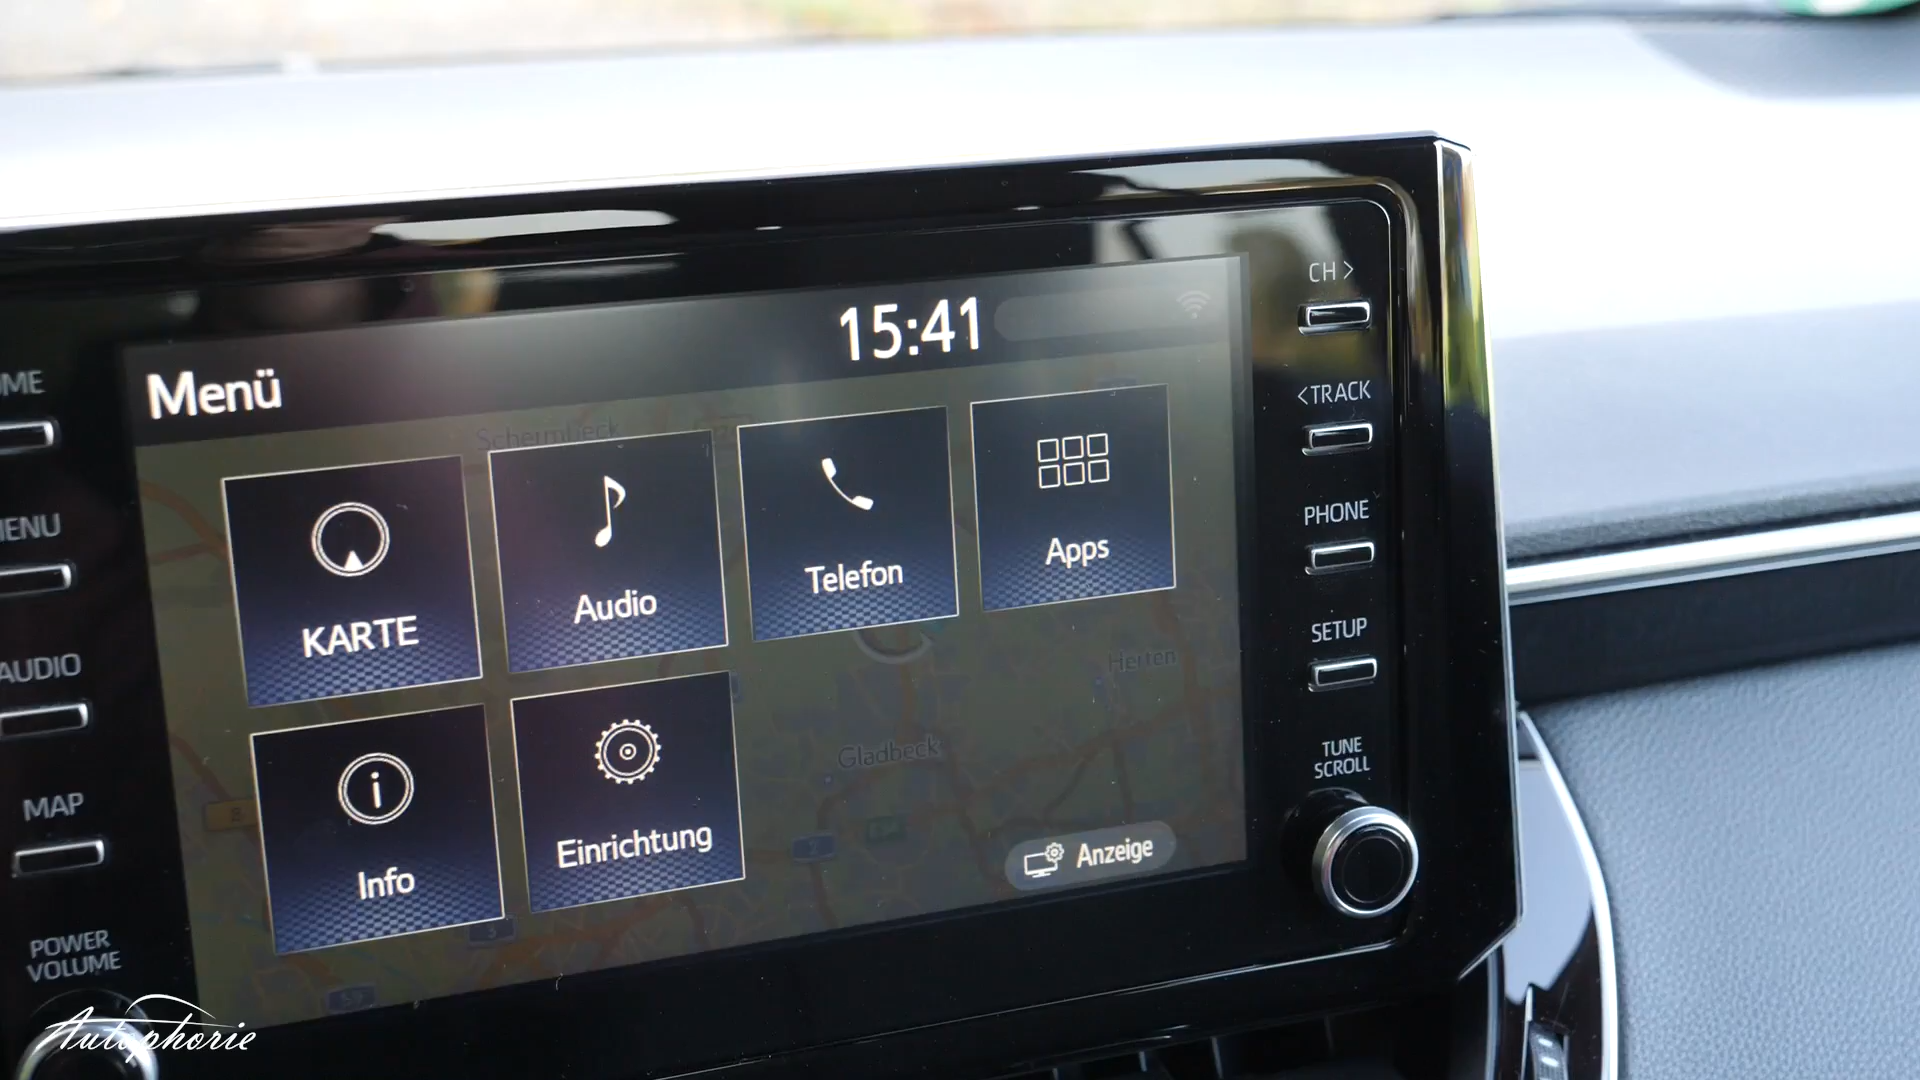 15:41
Menü
KARTE
Audio
Telefon
Apps
Info
Einrichtung
Anzeige
Schermbeck
Herten
Gladbeck
AUDIO
MAP
POWER
VOLUME
CH>
<TRACK
PHONE
SETUP
TUNE
SCROLL
Autophorie